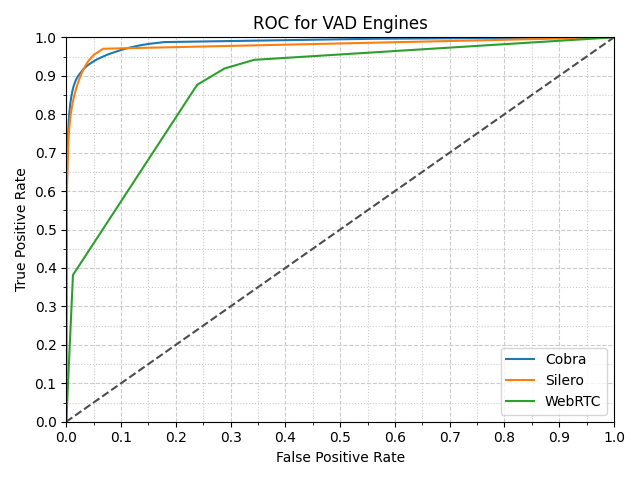 ROC for VAD Engines
True Positive Rate
1.0
0.9
0.8
0.7
0.6
0.5
0.4
0.3
0.2
0.1
0.0
Cobra
Silero
WebRTC
0.0 0.1 0.2 0.3 0.4 0.5 0.6 0.7 0.8 0.9 1.0
False Positive Rate